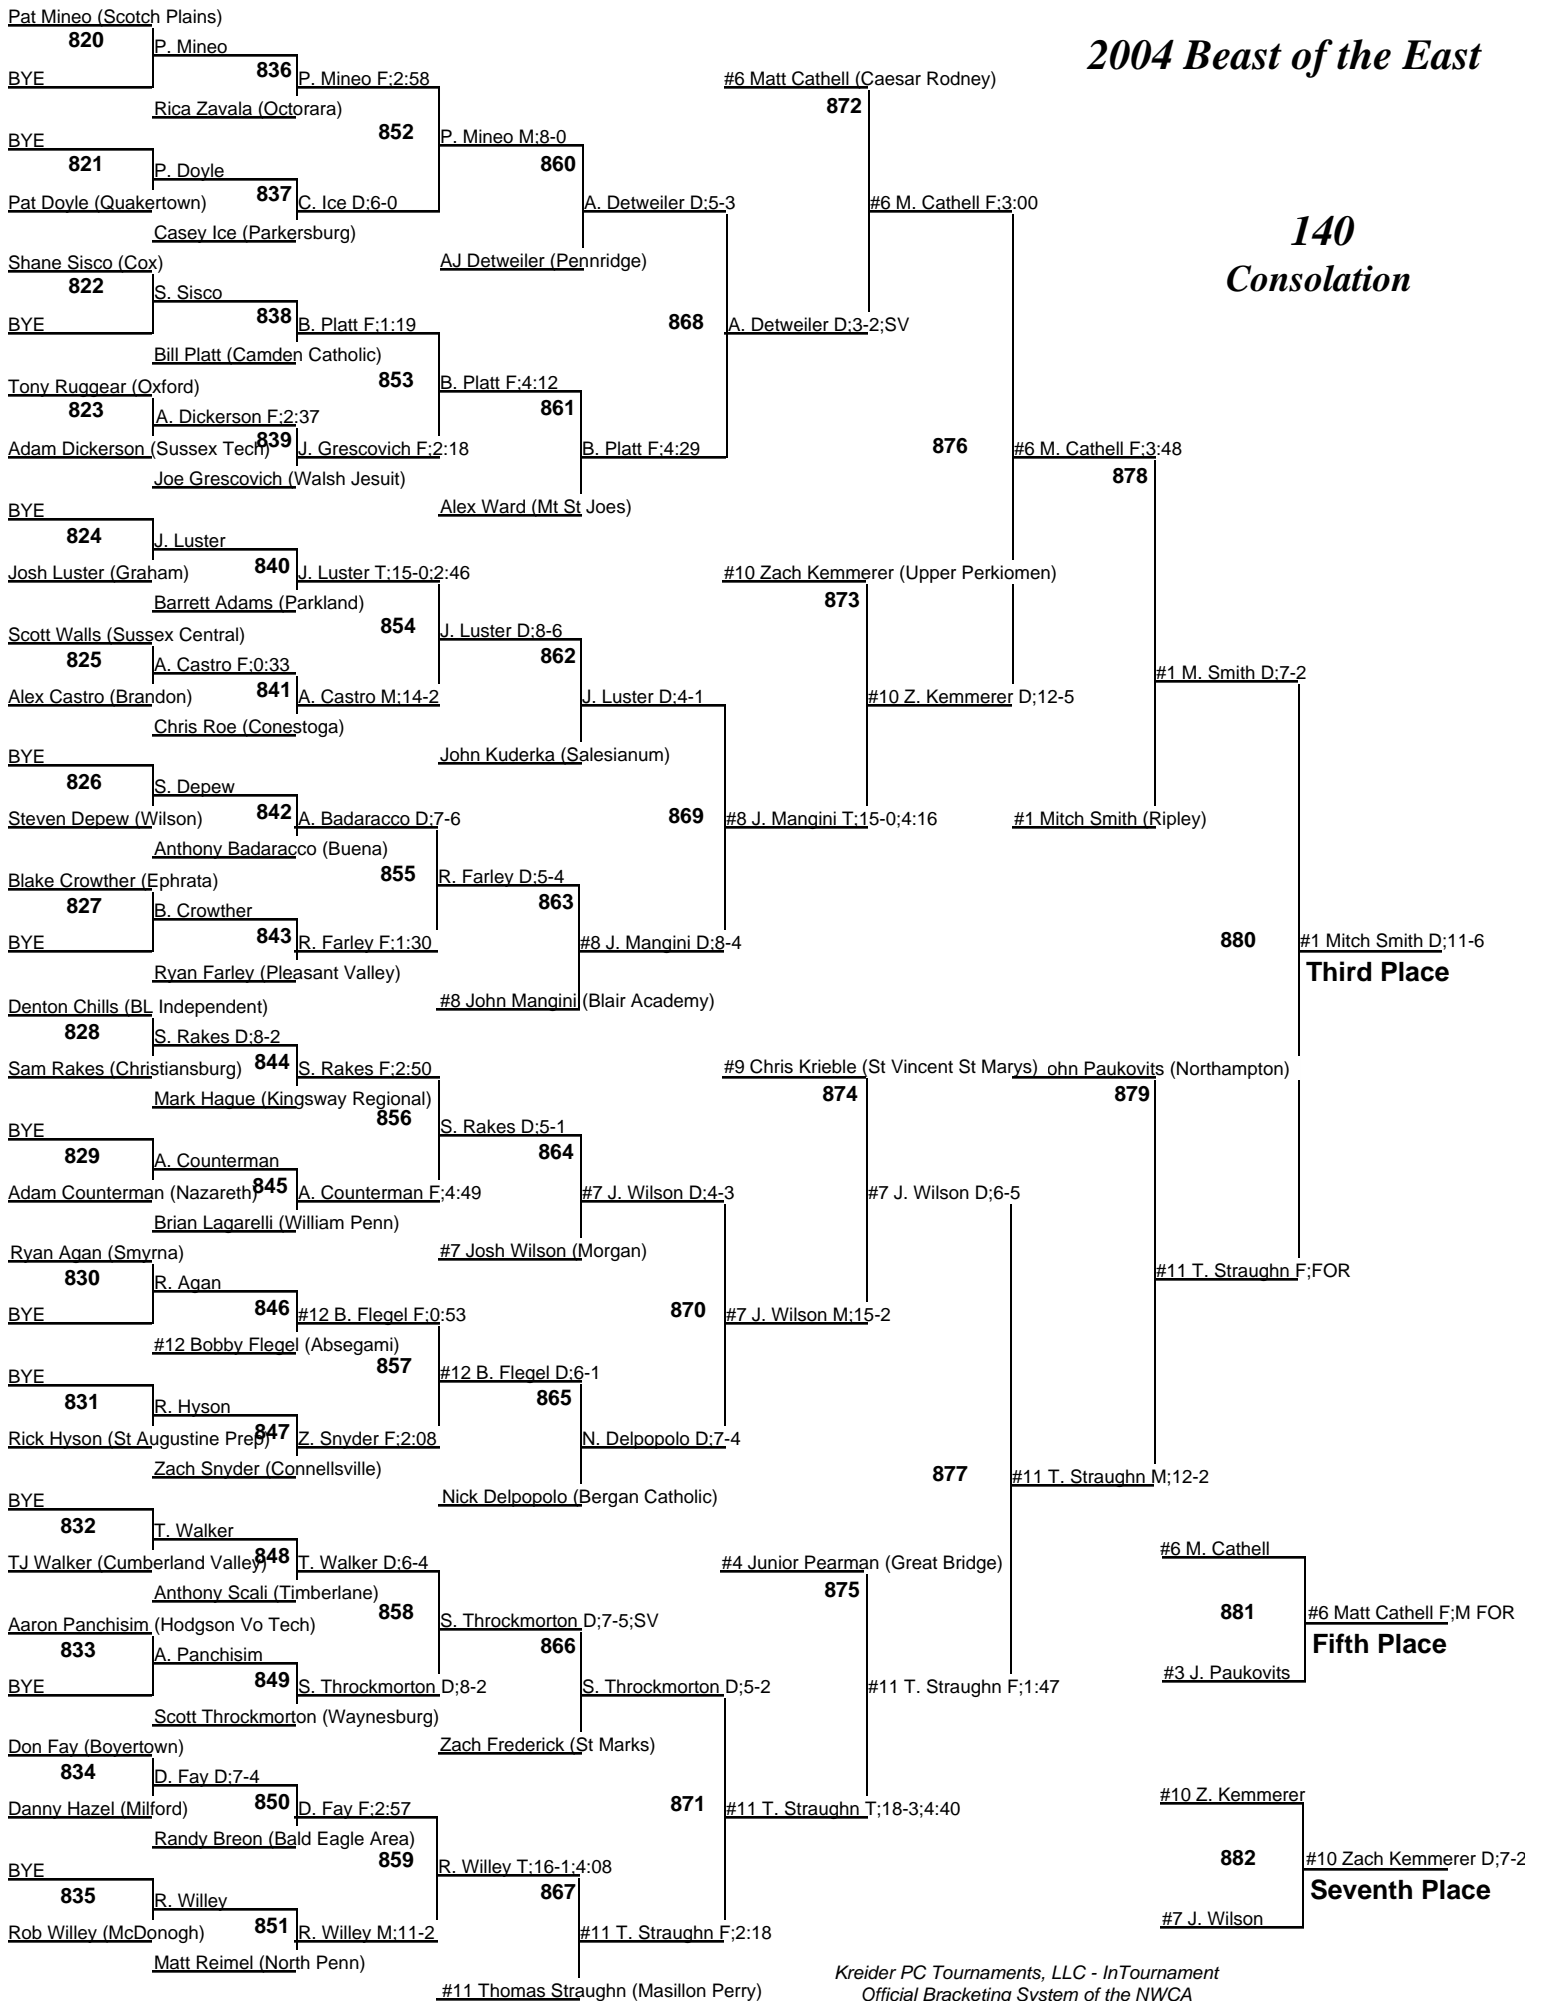 2004 Beast of the East
140
Consolation
Pat Mineo (Scotch Plains)
820
P. Mineo
836
BYE
P. Mineo F;2:58
#6 Matt Cathell (Caesar Rodney)
Rica Zavala (Octorara)
872
852
BYE
P. Mineo M;8-0
821
P. Doyle
860
837
Pat Doyle (Quakertown)
C. Ice D;6-0
A. Detweiler D;5-3
#6 M. Cathell F;3:00
Casey Ice (Parkersburg)
Shane Sisco (Cox)
AJ Detweiler (Pennridge)
822
S. Sisco
838
BYE
B. Platt F;1:19
868
A. Detweiler D;3-2;SV
Bill Platt (Camden Catholic)
853
Tony Ruggear (Oxford)
B. Platt F;4:12
823
A. Dickerson F;2:37
861
839
Adam Dickerson (Sussex Tech)
J. Grescovich F;2:18
B. Platt F;4:29
876
#6 M. Cathell F;3:48
Joe Grescovich (Walsh Jesuit)
878
BYE
Alex Ward (Mt St Joes)
824
J. Luster
840
Josh Luster (Graham)
J. Luster T;15-0;2:46
#10 Zach Kemmerer (Upper Perkiomen)
Barrett Adams (Parkland)
873
854
Scott Walls (Sussex Central)
J. Luster D;8-6
825
A. Castro F;0:33
862
#1 M. Smith D;7-2
841
Alex Castro (Brandon)
A. Castro M;14-2
J. Luster D;4-1
#10 Z. Kemmerer D;12-5
Chris Roe (Conestoga)
BYE
John Kuderka (Salesianum)
826
S. Depew
842
Steven Depew (Wilson)
A. Badaracco D;7-6
869
#8 J. Mangini T;15-0;4:16
#1 Mitch Smith (Ripley)
Anthony Badaracco (Buena)
855
Blake Crowther (Ephrata)
R. Farley D;5-4
827
B. Crowther
863
843
BYE
R. Farley F;1:30
#8 J. Mangini D;8-4
880
#1 Mitch Smith D;11-6
Third Place
Ryan Farley (Pleasant Valley)
Denton Chills (BL Independent)
#8 John Mangini (Blair Academy)
828
S. Rakes D;8-2
844
Sam Rakes (Christiansburg)
S. Rakes F;2:50
#9 Chris Krieble (St Vincent St Marys)
ohn Paukovits (Northampton)
Mark Hague (Kingsway Regional)
874
879
856
BYE
S. Rakes D;5-1
829
A. Counterman
864
845
Adam Counterman (Nazareth)
A. Counterman F;4:49
#7 J. Wilson D;4-3
#7 J. Wilson D;6-5
Brian Lagarelli (William Penn)
Ryan Agan (Smyrna)
#7 Josh Wilson (Morgan)
830
R. Agan
#11 T. Straughn F;FOR
846
BYE
#12 B. Flegel F;0:53
870
#7 J. Wilson M;15-2
#12 Bobby Flegel (Absegami)
857
BYE
#12 B. Flegel D;6-1
831
R. Hyson
865
847
Rick Hyson (St Augustine Prep)
Z. Snyder F;2:08
N. Delpopolo D;7-4
Zach Snyder (Connellsville)
877
#11 T. Straughn M;12-2
BYE
Nick Delpopolo (Bergan Catholic)
832
T. Walker
848
TJ Walker (Cumberland Valley)
T. Walker D;6-4
#4 Junior Pearman (Great Bridge)
#6 M. Cathell
Anthony Scali (Timberlane)
875
858
Aaron Panchisim (Hodgson Vo Tech)
S. Throckmorton D;7-5;SV
881
#6 Matt Cathell F;M FOR
Fifth Place
833
A. Panchisim
866
849
BYE
S. Throckmorton D;8-2
S. Throckmorton D;5-2
#11 T. Straughn F;1:47
#3 J. Paukovits
Scott Throckmorton (Waynesburg)
Don Fay (Boyertown)
Zach Frederick (St Marks)
834
D. Fay D;7-4
850
Danny Hazel (Milford)
D. Fay F;2:57
871
#11 T. Straughn T;18-3;4:40
#10 Z. Kemmerer
Randy Breon (Bald Eagle Area)
859
BYE
R. Willey T;16-1;4:08
882
#10 Zach Kemmerer D;7-2
Seventh Place
835
R. Willey
867
851
Rob Willey (McDonogh)
R. Willey M;11-2
#11 T. Straughn F;2:18
#7 J. Wilson
Matt Reimel (North Penn)
#11 Thomas Straughn (Masillon Perry)
Kreider PC Tournaments, LLC - InTournament
Official Bracketing System of the NWCA